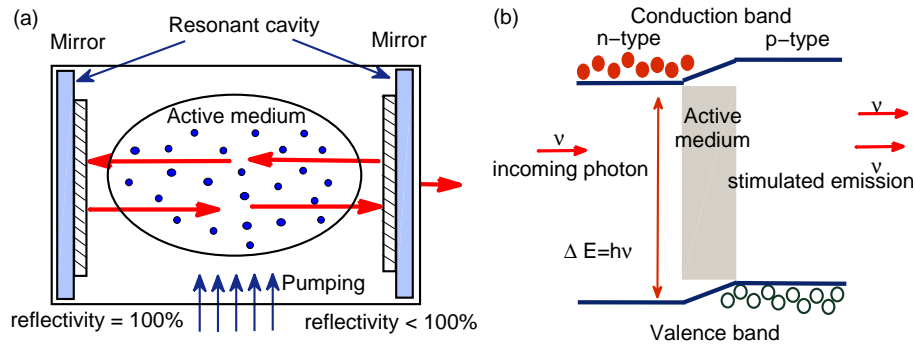 (a)
Resonant cavity
Mirror
Mirror
Active medium
Pumping
reflectivity = 100%
reflectivity < 100%
(b)
Conduction band
n−type
p−type
Active
medium
ν
incoming photon
ν
ν
stimulated emission
Δ E=hν
Valence band